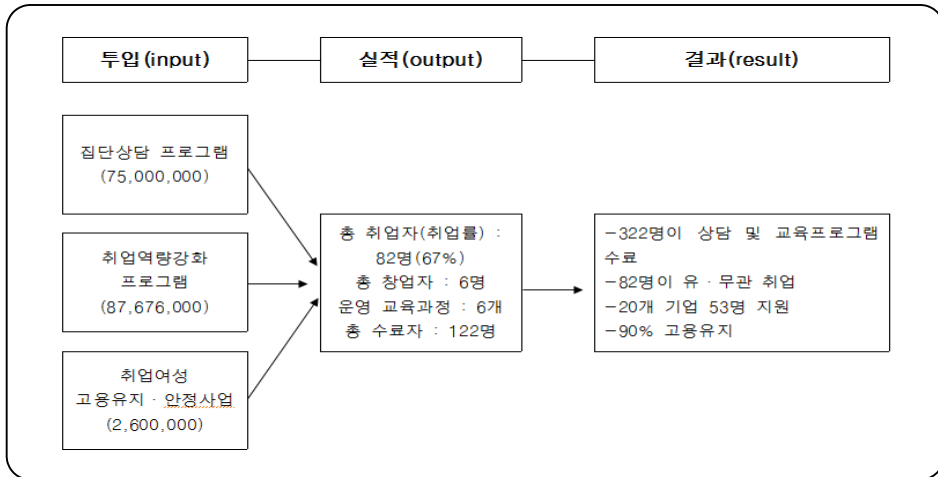 투입(input)
실적(output)
결과(result)
집단상담 프로그램
(75,000,000)
취업역량강화
프로그램
(87,676,000)
취업여성
고용유지·안정사업
(2,600,000)
총 취업자(취업률) :
82명(67%)
총 창업자 : 6명
운영 교육과정 : 6개
총 수료자 : 122명
-322명이 상담 및 교육프로그램
수료
-82명이 유·무관 취업
-20개 기업 53명 지원
-90% 고용유지